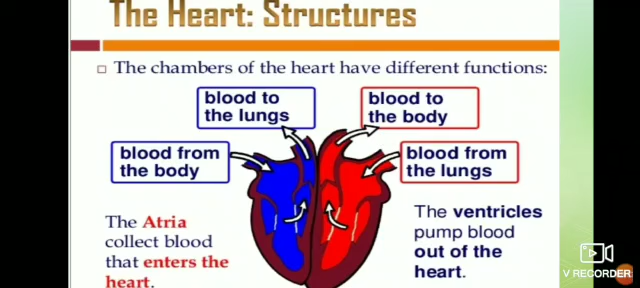 The Heart: Structures
The chambers of the heart have different functions:
blood to
the lungs
blood to
the body
blood from
the body
blood from
the lungs
The Atria
collect blood
that enters the
heart.
The ventricles
pump blood
out of the
heart.
V RECORDER